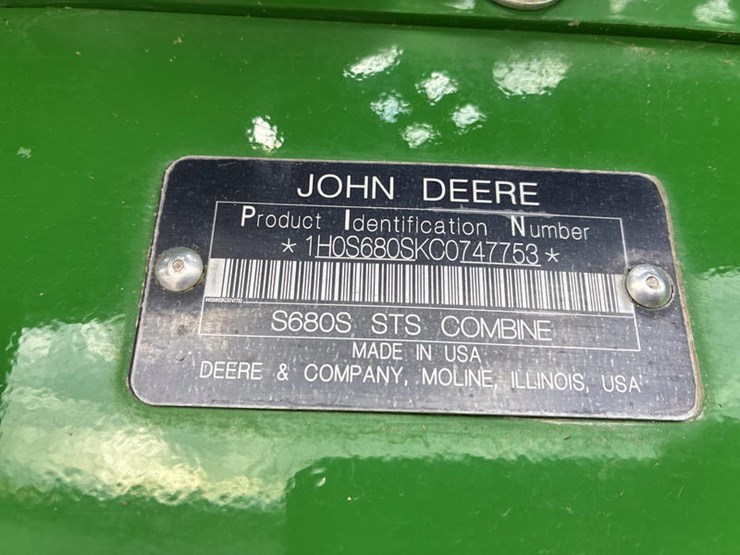 JOHN DEERE
Product Identification Number
*1H0S680SKC0747753*
S680S STS COMBINE
MADE IN USA
DEERE & COMPANY, MOLINE, ILLINOIS, USA